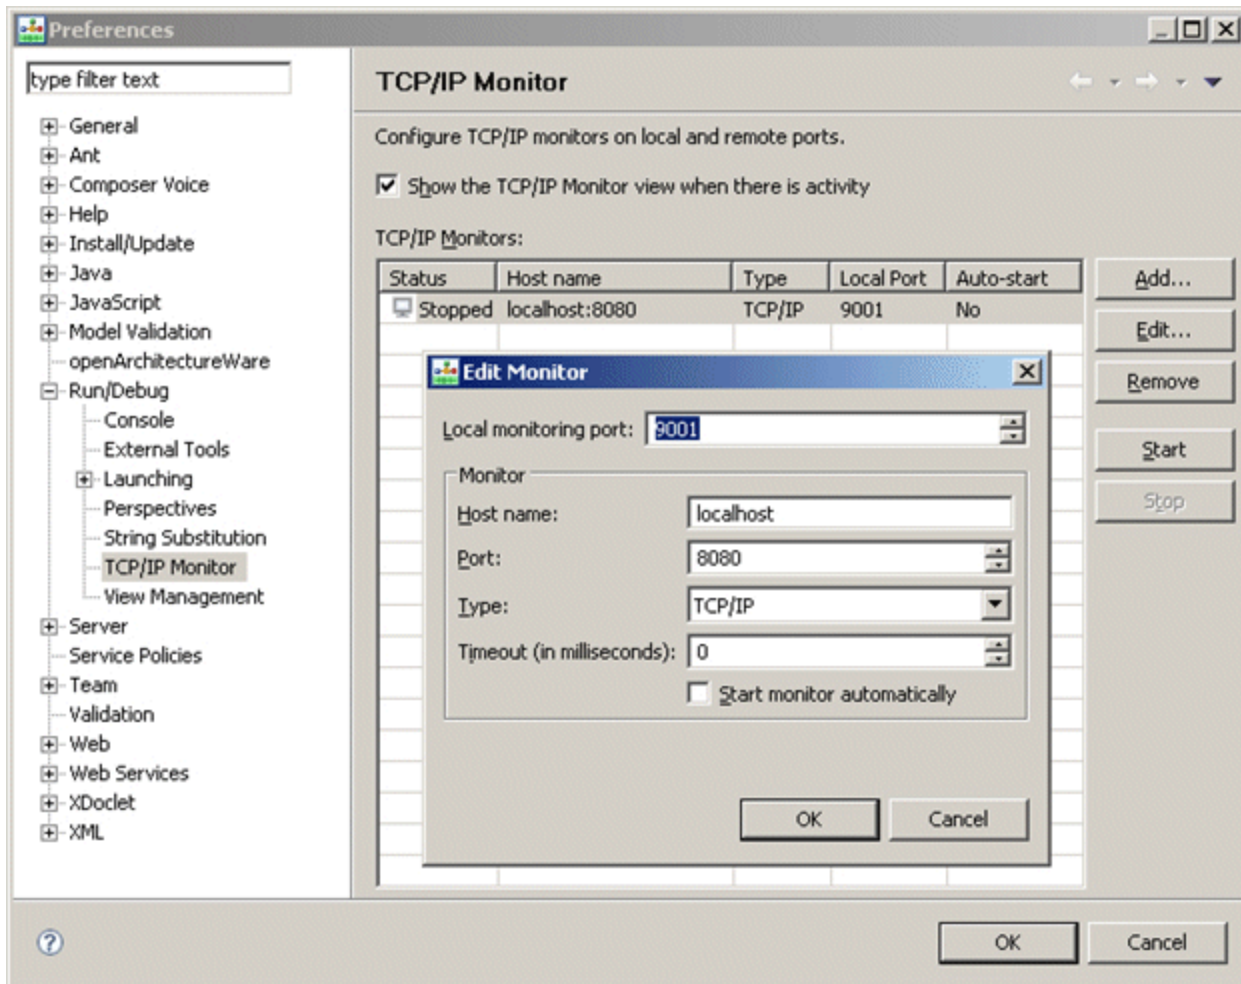 Preferences
type filter text
General
Ant
Composer Voice
Help
Install/Update
Java
JavaScript
Model Validation
openArchitectureWare
Run/Debug
Console
External Tools
Launching
Perspectives
String Substitution
TCP/IP Monitor
View Management
Server
Service Policies
Team
Validation
Web
Web Services
XDoclet
XML
TCP/IP Monitor
Configure TCP/IP monitors on local and remote ports.
Show the TCP/IP Monitor view when there is activity
TCP/IP Monitors:
Status Host name Type Local Port Auto-start
Stopped localhost:8080 TCP/IP 9001 No
Add...
Edit...
Remove
Start
Stop
Edit Monitor
Local monitoring port: 9001
Monitor
Host name: localhost
Port: 8080
Type: TCP/IP
Timeout (in milliseconds): 0
Start monitor automatically
OK Cancel
? OK Cancel